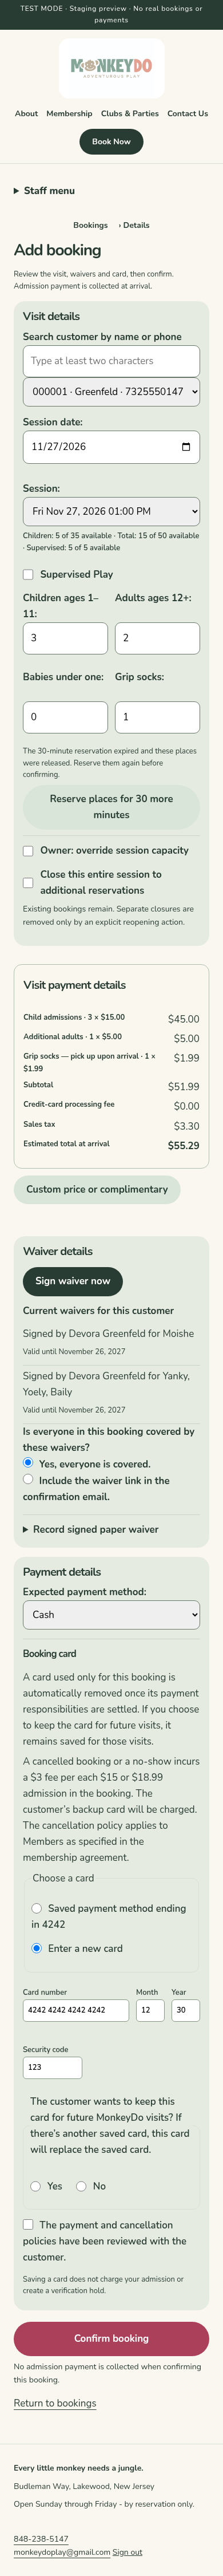 TEST MODE · Staging preview · No real bookings or
payments
MONKEYDO
ADVENTUROUS PLAY
About Membership Clubs & Parties Contact Us
Book Now
▶ Staff menu
Bookings › Details
Add booking
Review the visit, waivers and card, then confirm.
Admission payment is collected at arrival.
Visit details
Search customer by name or phone
Type at least two characters
000001 · Greenfield · 7325550147
Session date:
11/27/2026
Session:
Fri Nov 27, 2026 01:00 PM
Children: 5 of 35 available · Total: 15 of 50 available
· Supervised: 5 of 5 available
Supervised Play
Children ages 1–
11:
Adults ages 12+:
3
2
Babies under one:
Grip socks:
0
1
The 30-minute reservation expired and these places
were released. Reserve them again before
confirming.
Reserve places for 30 more
minutes
Owner: override session capacity
Close this entire session to
additional reservations
Existing bookings remain. Separate closures are
removed only by an explicit reopening action.
Visit payment details
Child admissions · 3 × $15.00 $45.00
Additional adults · 1 × $5.00 $5.00
Grip socks — pick up upon arrival · 1 ×
$1.99
$1.99
Subtotal $51.99
Credit-card processing fee $0.00
Sales tax $3.30
Estimated total at arrival $55.29
Custom price or complimentary
Waiver details
Sign waiver now
Current waivers for this customer
Signed by Devora Greenfield for Moishe
Valid until November 26, 2027
Signed by Devora Greenfield for Yanky,
Yoely, Baily
Valid until November 26, 2027
Is everyone in this booking covered by
these waivers?
Yes, everyone is covered.
Include the waiver link in the
confirmation email.
▶ Record signed paper waiver
Payment details
Expected payment method:
Cash
Booking card
A card used only for this booking is
automatically removed once its payment
responsibilities are settled. If you choose
to keep the card for future visits, it
remains saved for those visits.
A cancelled booking or a no-show incurs
a $3 fee per each $15 or $18.99
admission in the booking. The
customer's backup card will be charged.
The cancellation policy applies to
Members as specified in the
membership agreement.
Choose a card
Saved payment method ending
in 4242
Enter a new card
Card number Month Year
4242 4242 4242 4242 12 30
Security code
123
The customer wants to keep this
card for future MonkeyDo visits? If
there's another saved card, this card
will replace the saved card.
Yes No
The payment and cancellation
policies have been reviewed with the
customer.
Saving a card does not charge your admission or
create a verification hold.
Confirm booking
No admission payment is collected when confirming
this booking.
Return to bookings
Every little monkey needs a jungle.
Budleman Way, Lakewood, New Jersey
Open Sunday through Friday - by reservation only.
848-238-5147
monkeydoplay@gmail.com Sign out